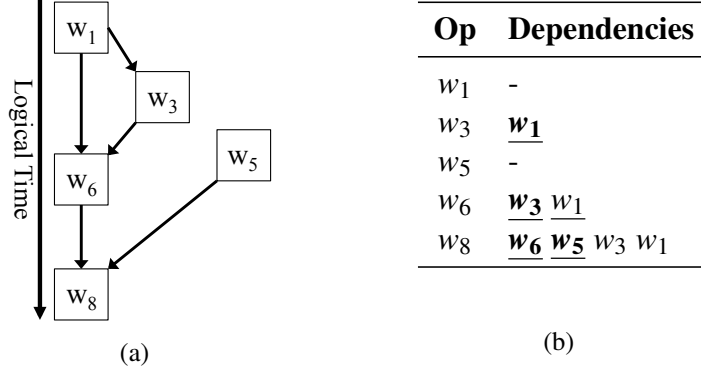 Logical Time
w1
w3
w5
w6
w8
(a)
Op Dependencies
w1 -
w3 w1
w5 -
w6 w3 w1
w8 w6 w5 w3 w1
(b)